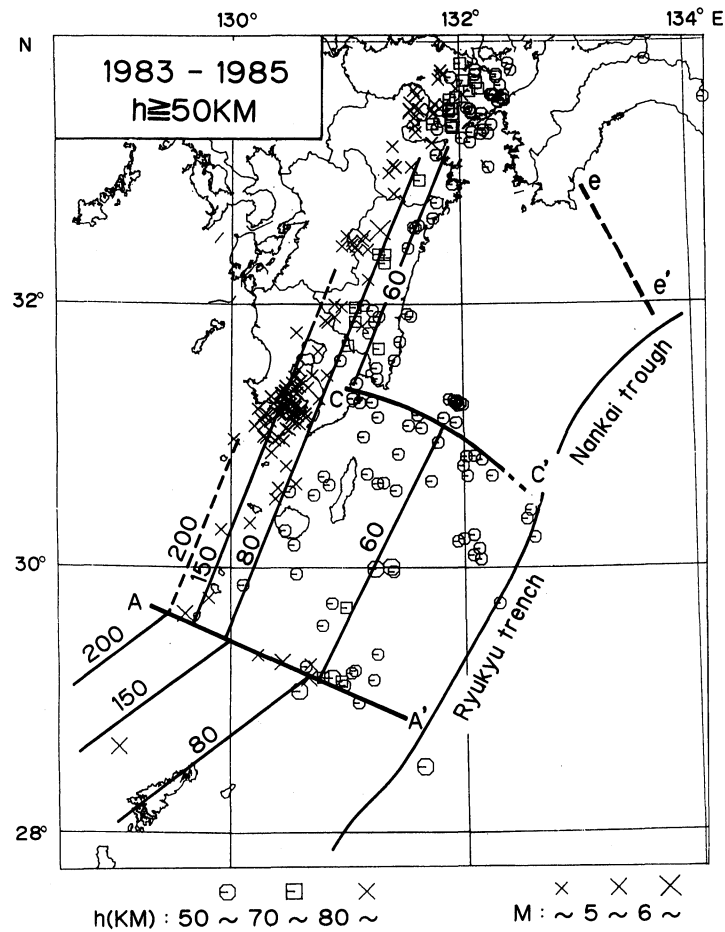 130° 132° 134° E
N
1983 - 1985
h≧50KM
e
e'
60
32°
Nankai trough
C
C'
200
150
80
60
30°
A
200
150
80
A'
Ryukyu trench
28°
h(KM) : 50 ~ 70 ~ 80 ~
M : ~ 5 ~ 6 ~